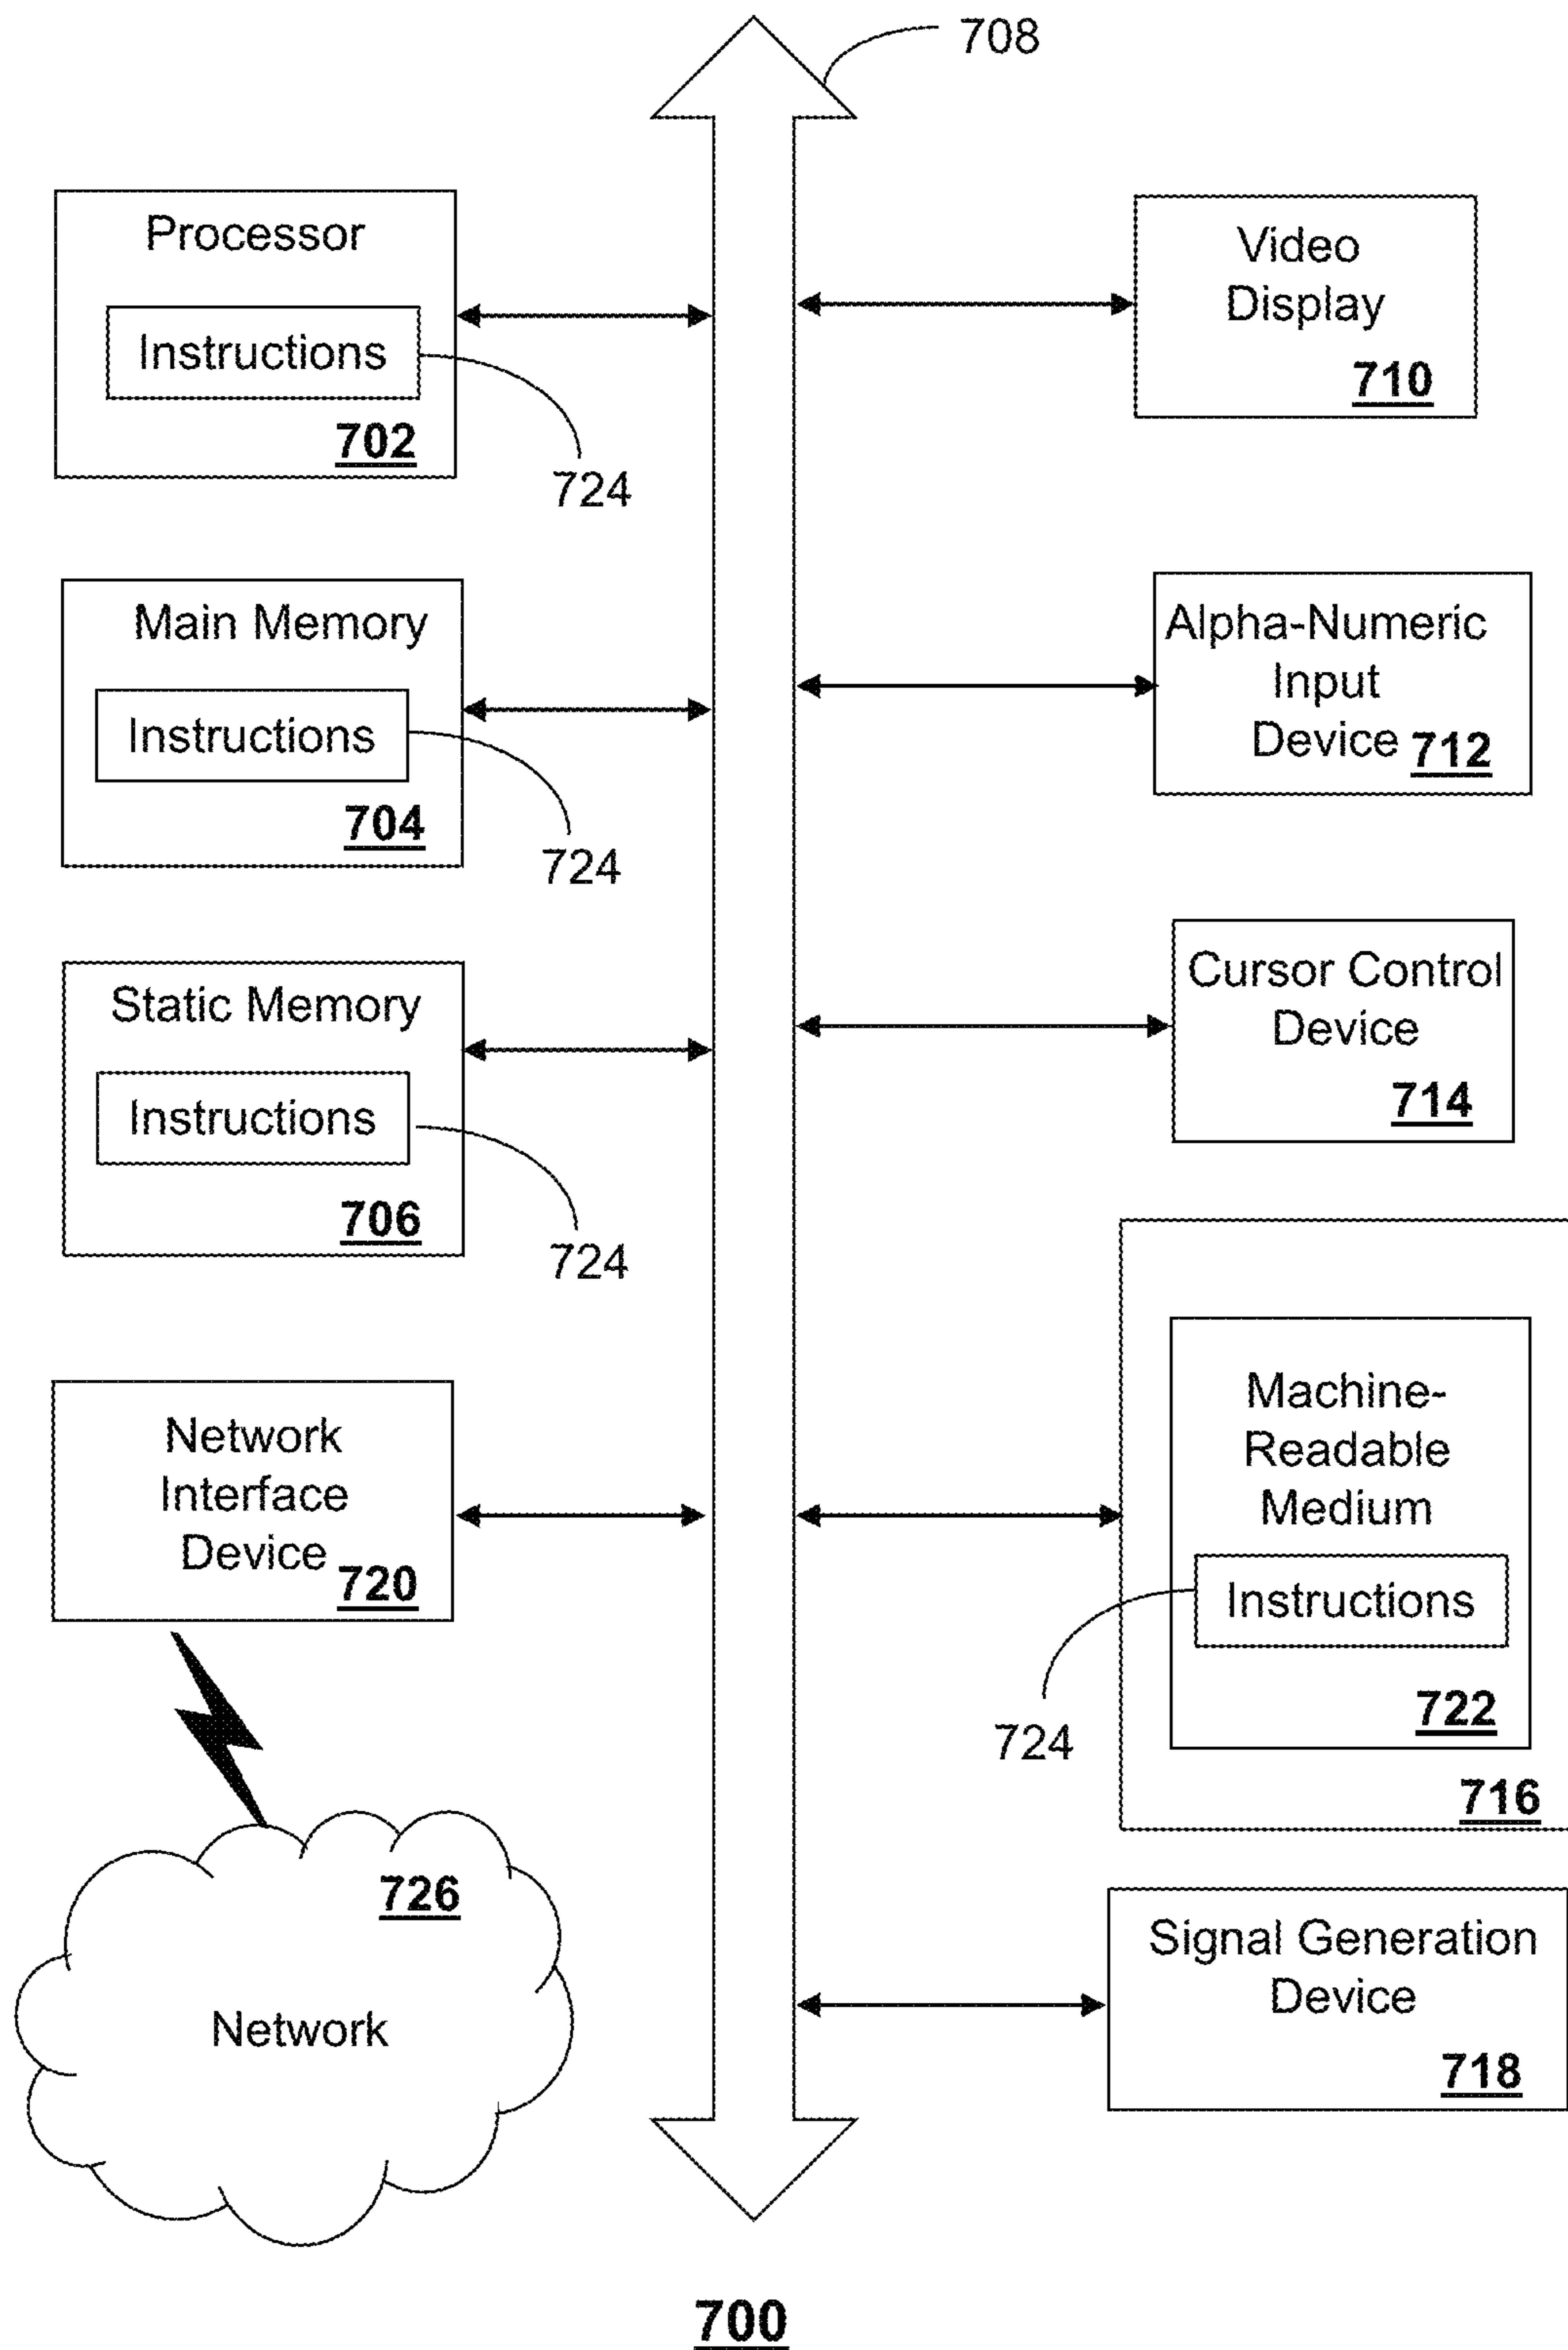 708
Processor
Instructions
702
724
Main Memory
Instructions
704
724
Static Memory
Instructions
706
724
Network
Interface
Device
720
726
Network
Video
Display
710
Alpha-Numeric
Input
Device 712
Cursor Control
Device
714
Machine-
Readable
Medium
Instructions
724
722
716
Signal Generation
Device
718
700